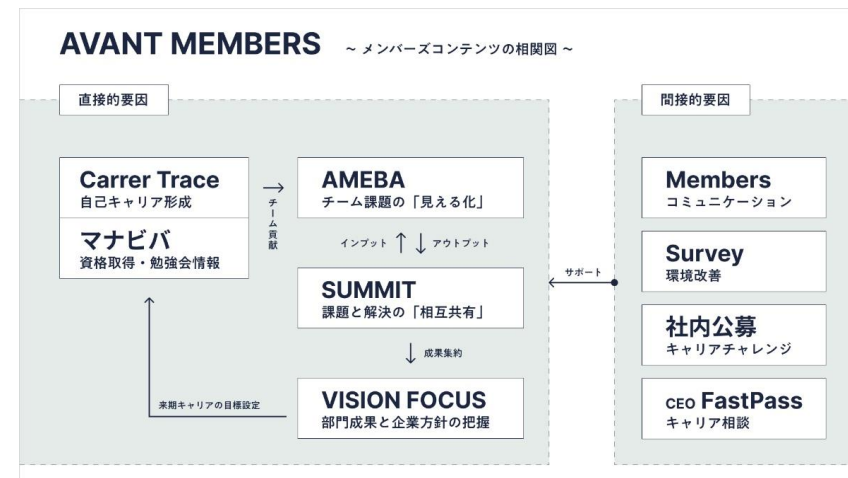 AVANT MEMBERS ～ メンバーズコンテンツの相関図 ～
直接的要因
Carrer Trace
自己キャリア形成
マナビバ
資格取得・勉強会情報
チーム貢献
AMEBA
チーム課題の「見える化」
インプット
アウトプット
SUMMIT
課題と解決の「相互共有」
成果集約
VISION FOCUS
部門成果と企業方針の把握
来期キャリアの目標設定
サポート
間接的要因
Members
コミュニケーション
Survey
環境改善
社内公募
キャリアチャレンジ
CEO FastPass
キャリア相談